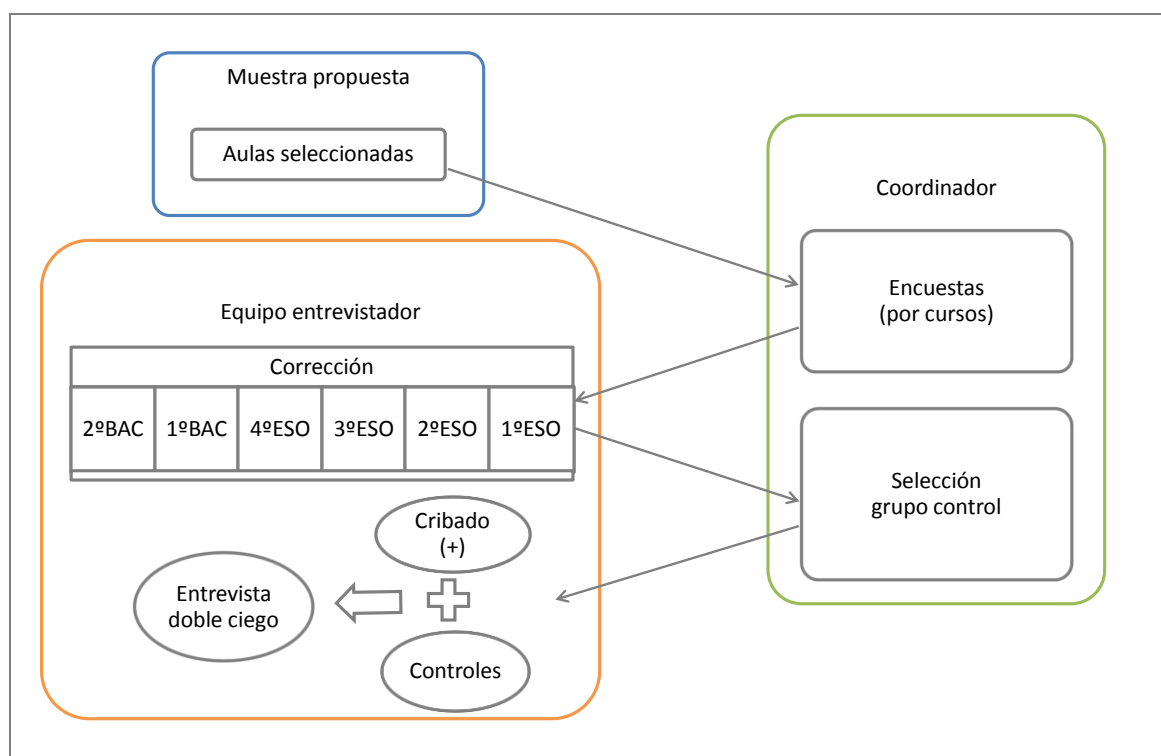 Muestra propuesta
Aulas seleccionadas
Coordinador
Encuestas
(por cursos)
Equipo entrevistador
Corrección
2ºBAC 1ºBAC 4ºESO 3ºESO 2ºESO 1ºESO
Selección
grupo control
Cribado
(+)
Entrevista
doble ciego
Controles